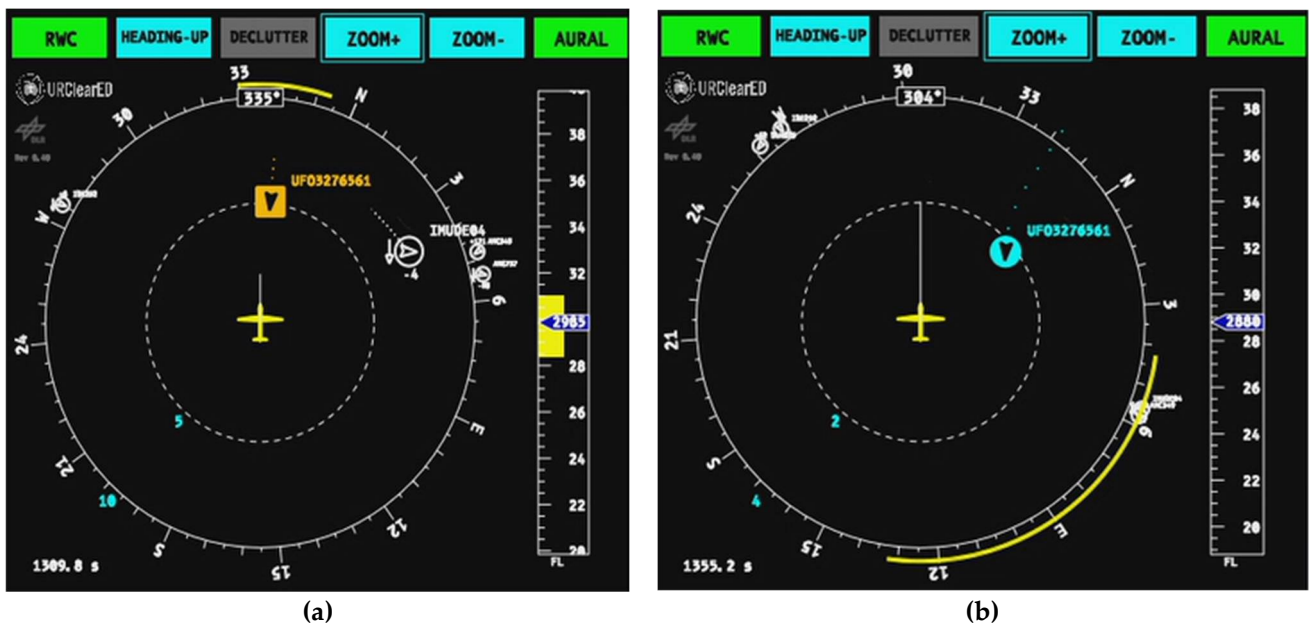 RWC HEADING-UP DECLUTTER ZOOM+ ZOOM- AURAL
URClearED
DLR
33
335°
30
N
3
W
6
24
E
21
12
S
15
UFO3276561
IMUDE04
-4
5
10
38
36
34
32
2985
28
26
24
22
20
FL
1309.8 s
(a)
RWC HEADING-UP DECLUTTER ZOOM+ ZOOM- AURAL
URClearED
DLR
30
304°
33
N
24
3
21
6
S
E
15
12
UFO3276561
2
4
38
36
34
32
30
2880
28
26
24
22
20
FL
1355.2 s
(b)